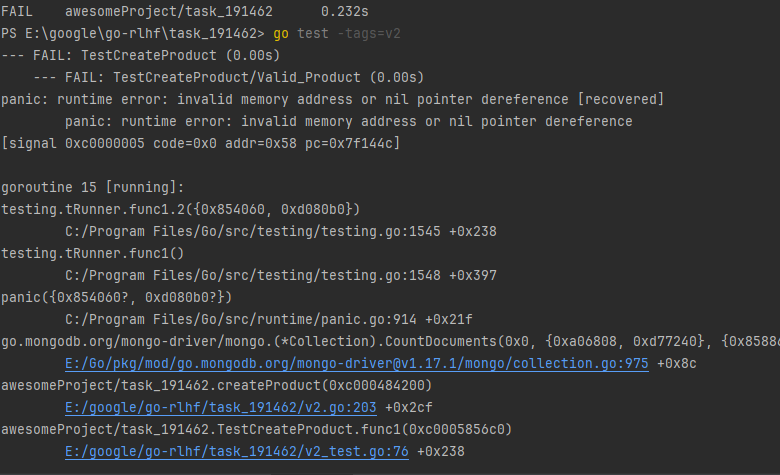 FAIL    awesomeProject/task_191462      0.232s
PS E:\google\go-rlhf\task_191462> go test -tags=v2
--- FAIL: TestCreateProduct (0.00s)
    --- FAIL: TestCreateProduct/Valid_Product (0.00s)
panic: runtime error: invalid memory address or nil pointer dereference [recovered]
        panic: runtime error: invalid memory address or nil pointer dereference
[signal 0xc0000005 code=0x0 addr=0x58 pc=0x7f144c]

goroutine 15 [running]:
testing.tRunner.func1.2({0x854060, 0xd080b0})
        C:/Program Files/Go/src/testing/testing.go:1545 +0x238
testing.tRunner.func1()
        C:/Program Files/Go/src/testing/testing.go:1548 +0x397
panic({0x854060?, 0xd080b0?})
        C:/Program Files/Go/src/runtime/panic.go:914 +0x21f
go.mongodb.org/mongo-driver/mongo.(*Collection).CountDocuments(0x0, {0xa06808, 0xd77240}, {0x8588
        E:/Go/pkg/mod/go.mongodb.org/mongo-driver@v1.17.1/mongo/collection.go:975 +0x8c
awesomeProject/task_191462.createProduct(0xc000484200)
        E:/google/go-rlhf/task_191462/v2.go:203 +0x2cf
awesomeProject/task_191462.TestCreateProduct.func1(0xc0005856c0)
        E:/google/go-rlhf/task_191462/v2_test.go:76 +0x238